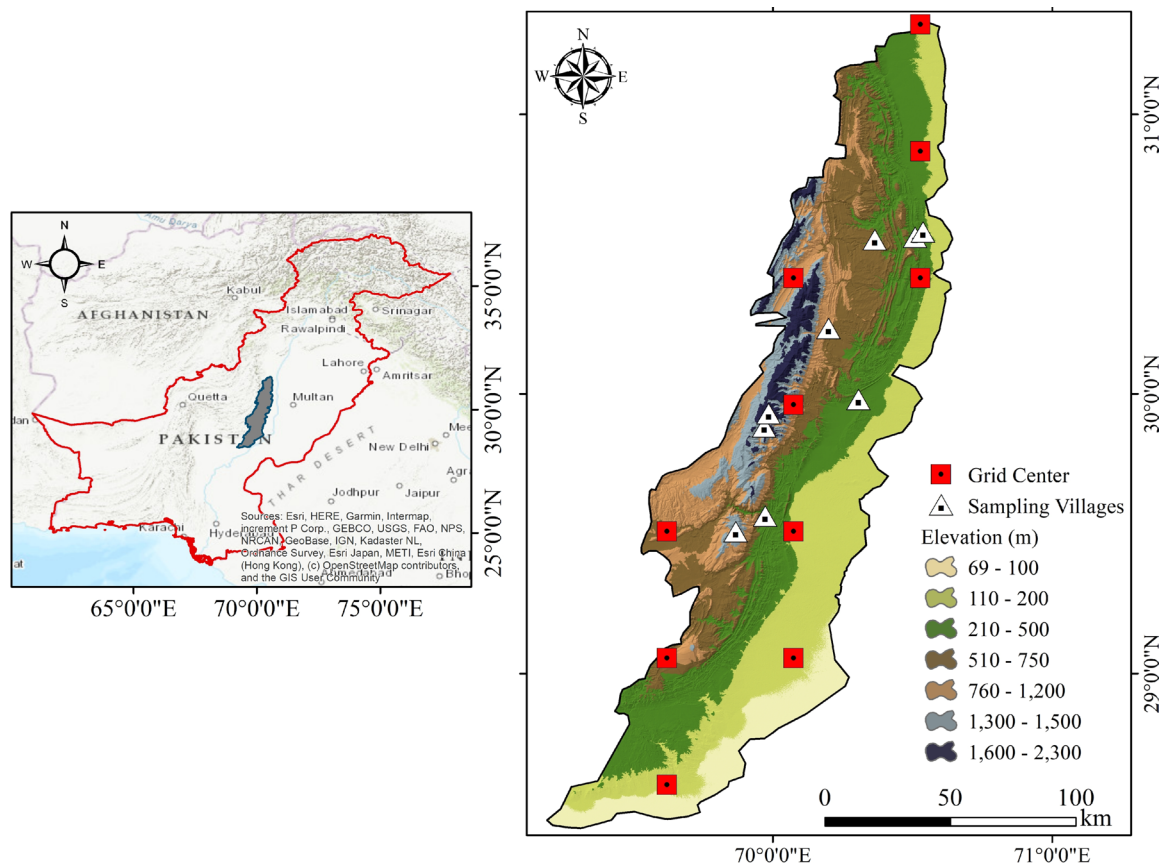 N
W E
S
Amu Darya
Kabul
AFGHANISTAN
Islamabad
Srinagar
Rawalpindi
Lahore
Amritsar
Quetta
Multan
PAKISTAN
New Delhi
THAR DESERT
Jodhpur
Jaipur
Karachi
Hyderabad
Ahmedabad
Sources: Esri, HERE, Garmin, Intermap,
increment P Corp., GEBCO, USGS, FAO, NPS,
NRCAN, GeoBase, IGN, Kadaster NL,
Ordnance Survey, Esri Japan, METI, Esri China
(Hong Kong), (c) OpenStreetMap contributors,
and the GIS User Community
35°0'0"N
30°0'0"N
25°0'0"N
65°0'0"E 70°0'0"E 75°0'0"E
N
W E
S
31°0'0"N
30°0'0"N
29°0'0"N
Grid Center
Sampling Villages
Elevation (m)
69 - 100
110 - 200
210 - 500
510 - 750
760 - 1,200
1,300 - 1,500
1,600 - 2,300
0 50 100
km
70°0'0"E 71°0'0"E